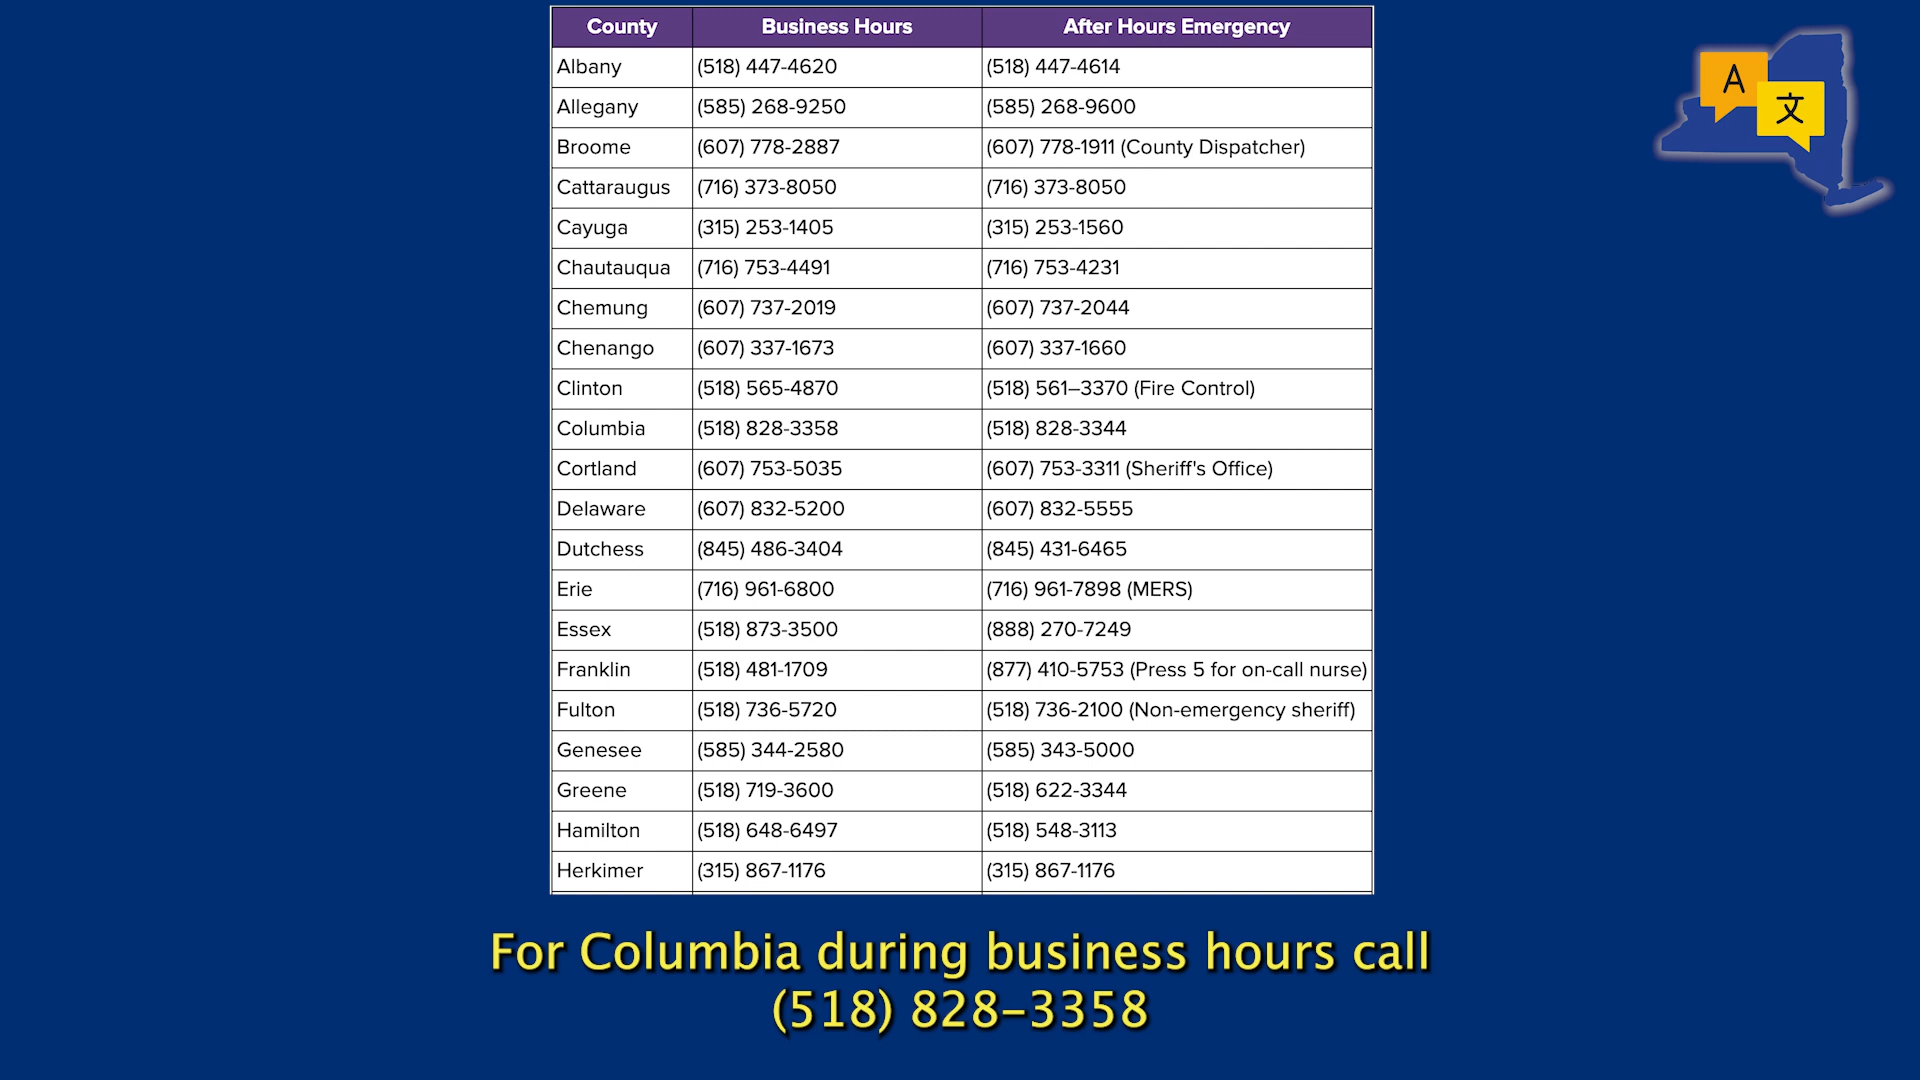 County Business Hours After Hours Emergency
Albany (518) 447-4620 (518) 447-4614
Allegany (585) 268-9250 (585) 268-9600
Broome (607) 778-2887 (607) 778-1911 (County Dispatcher)
Cattaraugus (716) 373-8050 (716) 373-8050
Cayuga (315) 253-1405 (315) 253-1560
Chautauqua (716) 753-4491 (716) 753-4231
Chemung (607) 737-2019 (607) 737-2044
Chenango (607) 337-1673 (607) 337-1660
Clinton (518) 565-4870 (518) 561–3370 (Fire Control)
Columbia (518) 828-3358 (518) 828-3344
Cortland (607) 753-5035 (607) 753-3311 (Sheriff's Office)
Delaware (607) 832-5200 (607) 832-5555
Dutchess (845) 486-3404 (845) 431-6465
Erie (716) 961-6800 (716) 961-7898 (MERS)
Essex (518) 873-3500 (888) 270-7249
Franklin (518) 481-1709 (877) 410-5753 (Press 5 for on-call nurse)
Fulton (518) 736-5720 (518) 736-2100 (Non-emergency sheriff)
Genesee (585) 344-2580 (585) 343-5000
Greene (518) 719-3600 (518) 622-3344
Hamilton (518) 648-6497 (518) 548-3113
Herkimer (315) 867-1176 (315) 867-1176
A
文
For Columbia during business hours call
(518) 828-3358